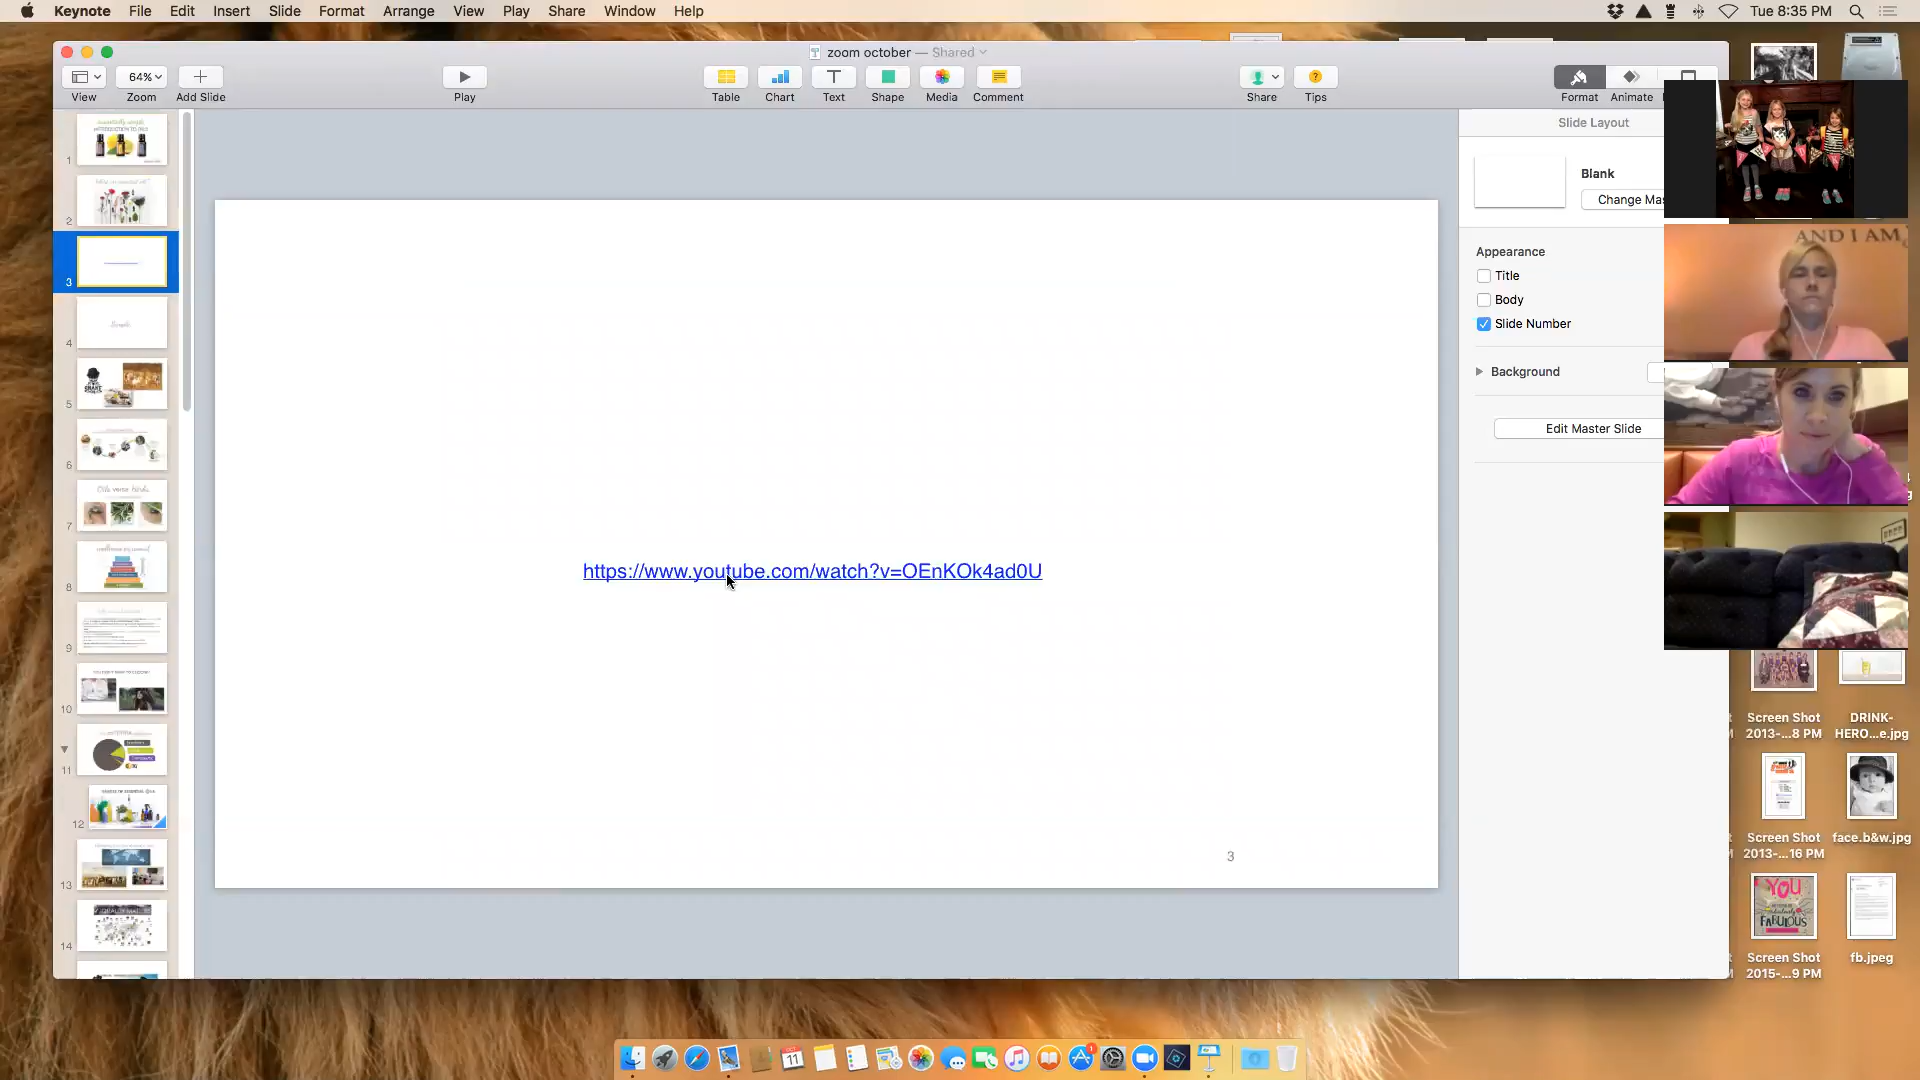 Keynote File Edit Insert Slide Format Arrange View Play Share Window Help Tue 8:35 PM
zoom october — Shared
64%
View Zoom Add Slide Play Table Chart Text Shape Media Comment Share Tips Format Animate
Slide Layout
Blank
Change Mas
Appearance
Title
Body
Slide Number
Background
Edit Master Slide
AND I AM
https://www.youtube.com/watch?v=OEnKOk4ad0U
3
1
2
3
4
Simple
5
6
7
8
9
10
11
12
13
14
Screen Shot
2013-...8 PM
DRINK-
HERO...e.jpg
Screen Shot
2013-...16 PM
face.b&w.jpg
YOU
FABULOUS
Screen Shot
2015-...9 PM
fb.jpeg
11